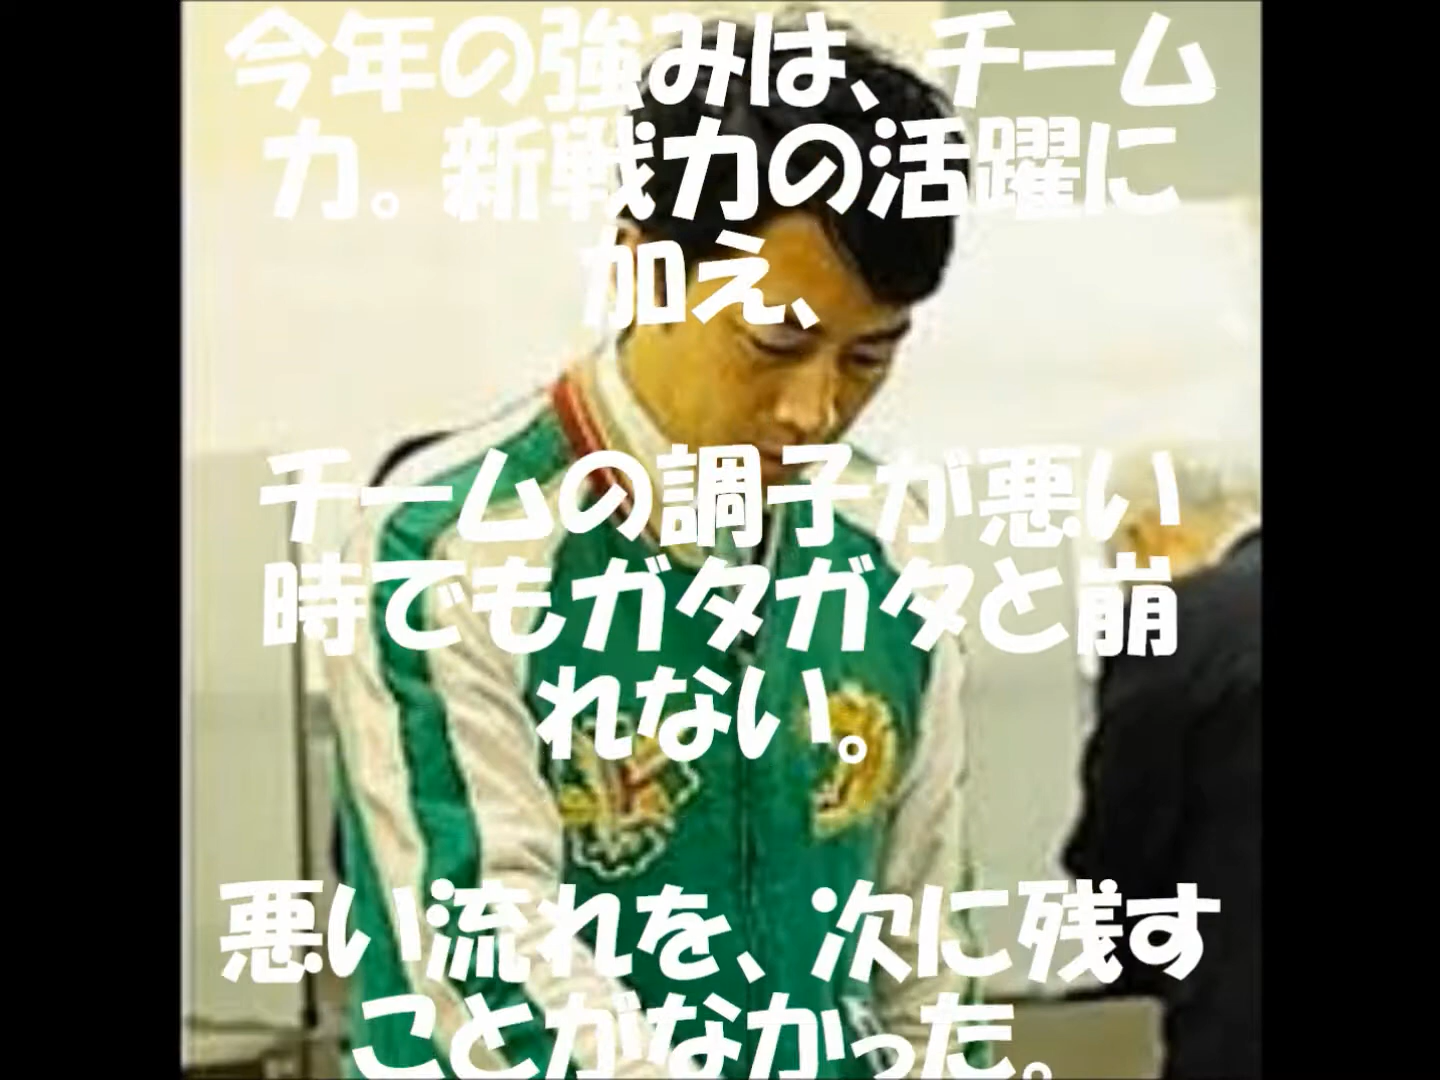 今年の強みは、チーム
力。新戦力の活躍に
加え、
チームの調子が悪い
時でもガタガタと崩
れない。
悪い流れを、次に残す
ことがなかった。